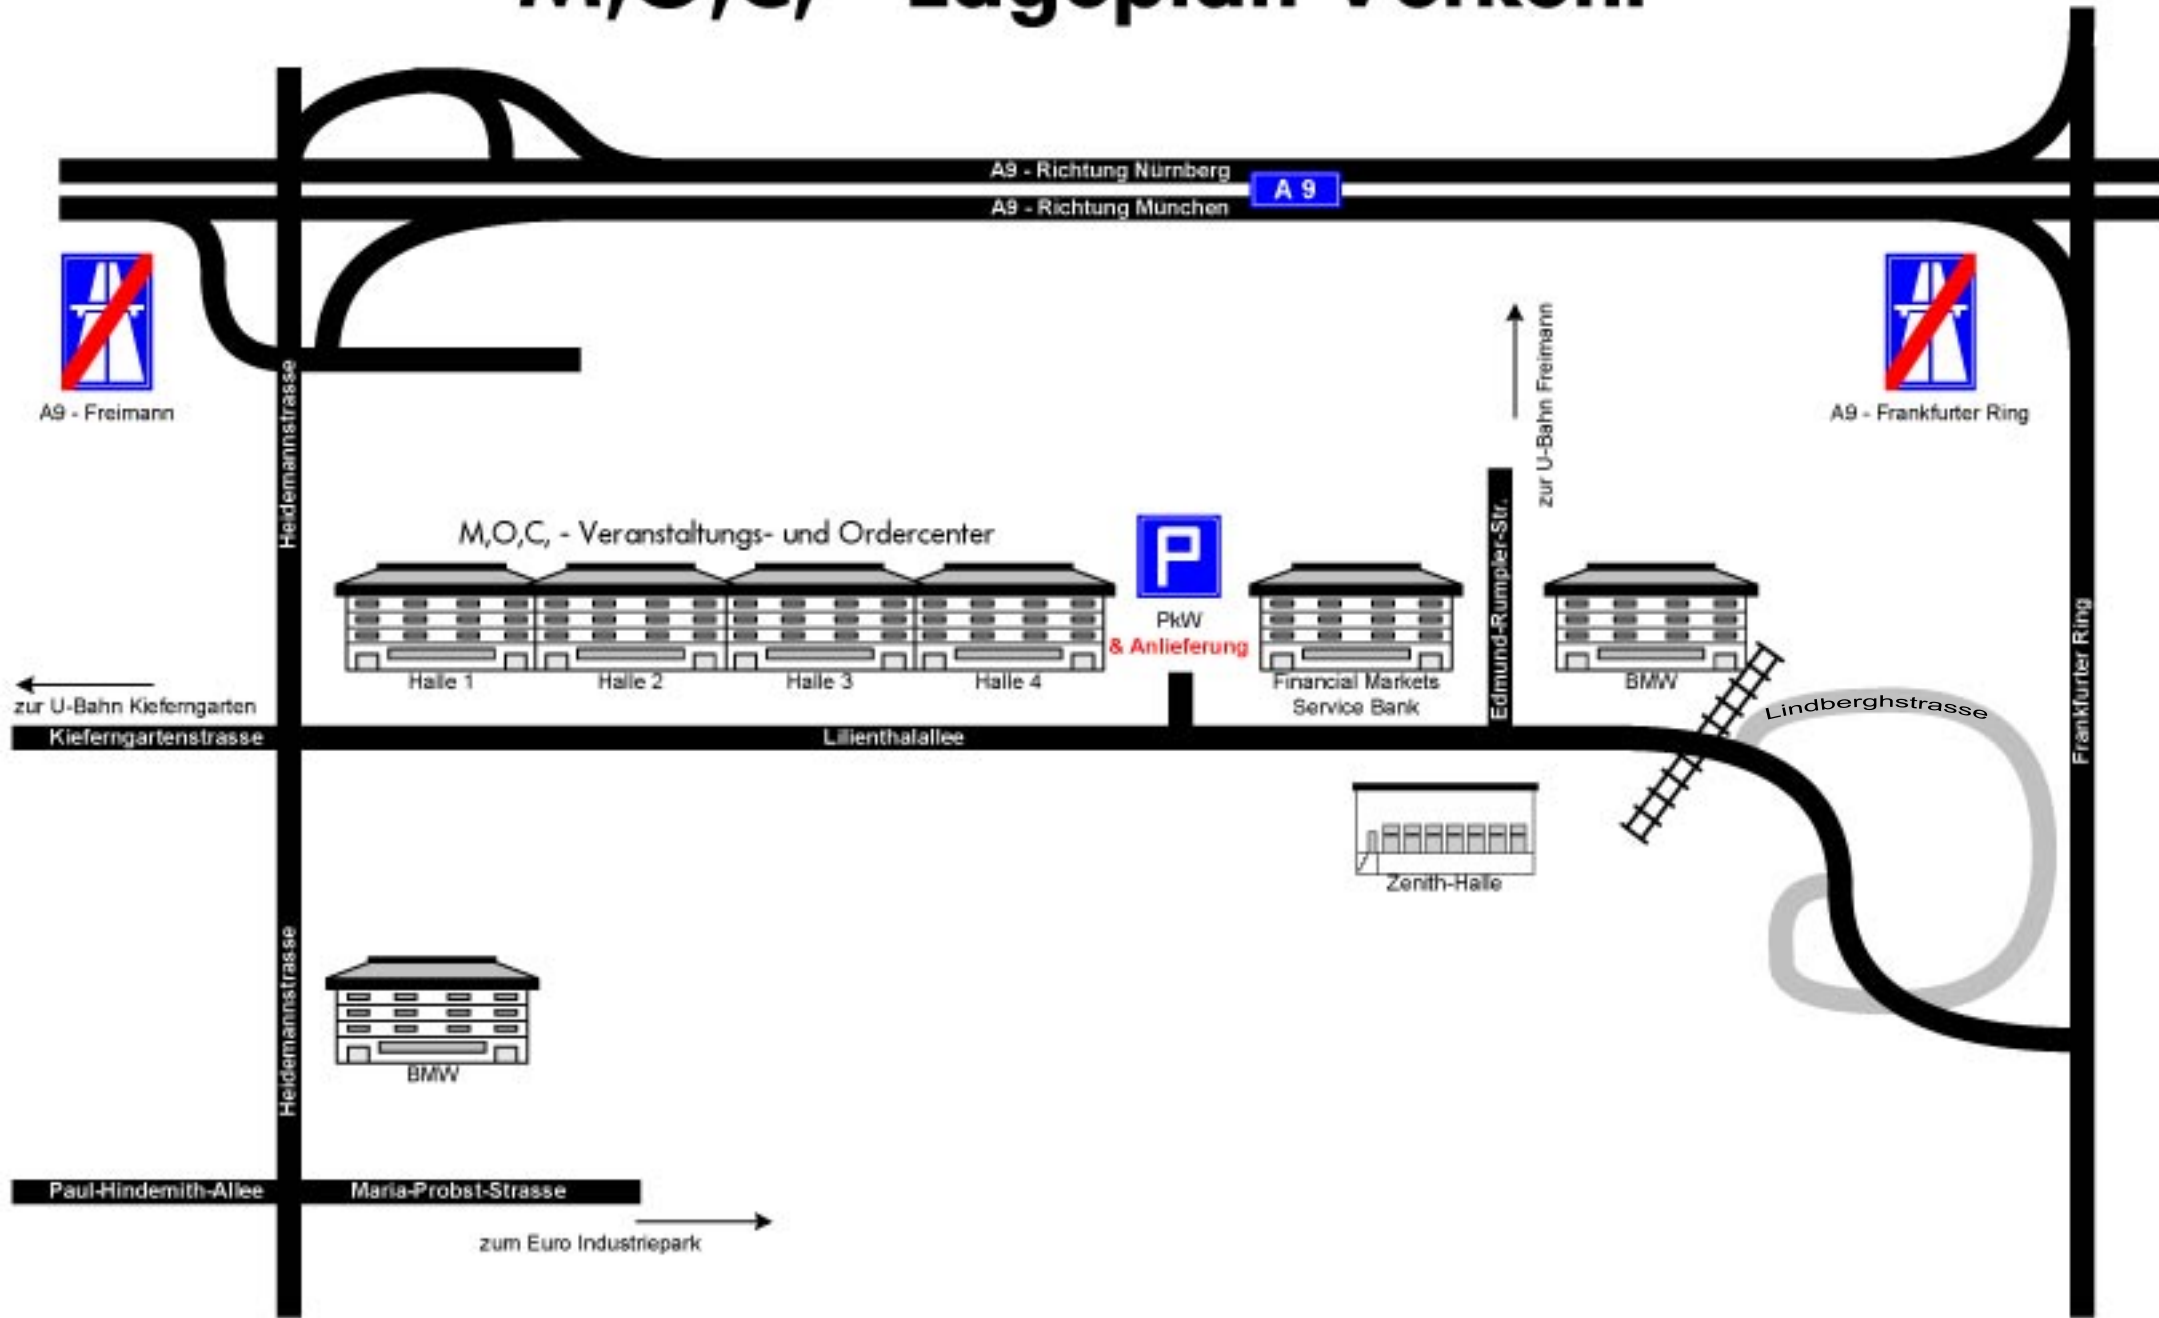 M,O,C, - Lageplan Verkehr
A9 - Richtung Nürnberg
A 9
A9 - Richtung München
A9 - Freimann
A9 - Frankfurter Ring
Heidemannstrasse
zur U-Bahn Freimann
M,O,C, - Veranstaltungs- und Ordercenter
P
PkW
& Anlieferung
Edmund-Rumpler-Str.
Frankfurter Ring
Halle 1
Halle 2
Halle 3
Halle 4
Financial Markets
Service Bank
BMW
zur U-Bahn Kieferngarten
Lindberghstrasse
Kieferngartenstrasse
Lilienthalallee
Zenith-Halle
Heidemannstrasse
BMW
Paul-Hindemith-Allee
Maria-Probst-Strasse
zum Euro Industriepark